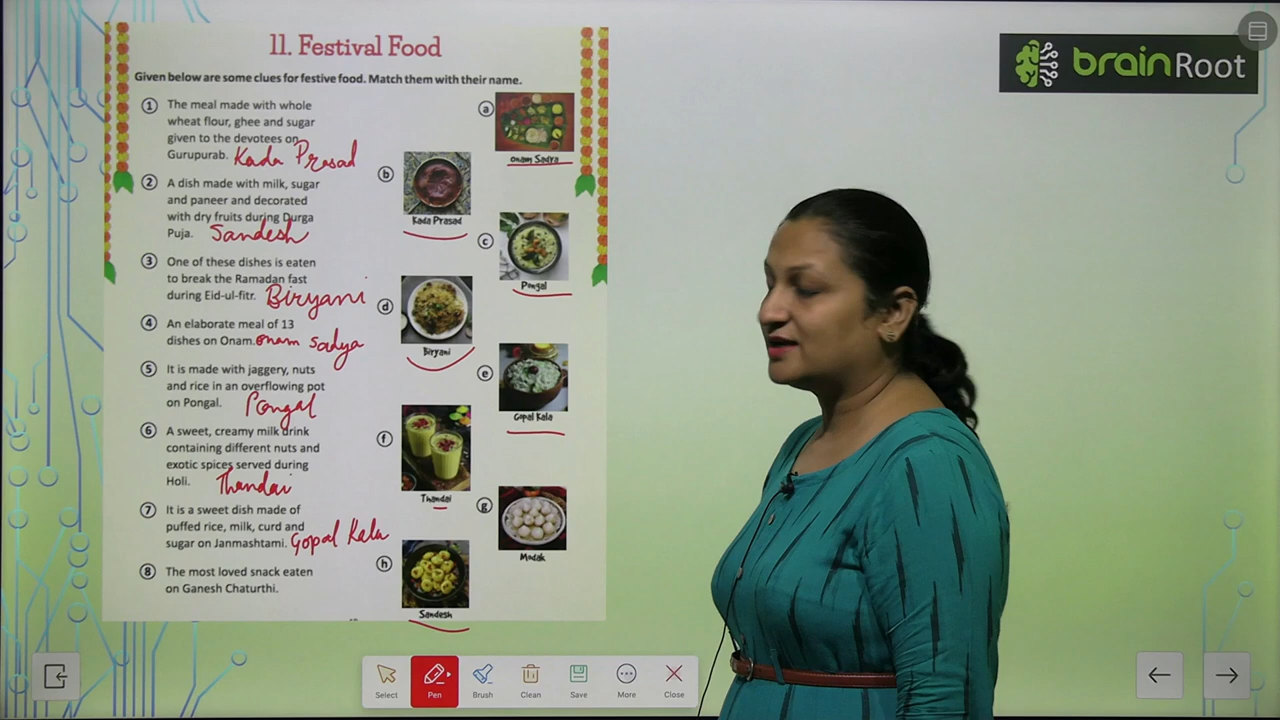 11. Festival Food
Given below are some clues for festive food. Match them with their name.
1 The meal made with whole
wheat flour, ghee and sugar
given to the devotees on
Gurupurab. Kada Prasad
2 A dish made with milk, sugar
and paneer and decorated
with dry fruits during Durga
Puja. Sandesh
3 One of these dishes is eaten
to break the Ramadan fast
during Eid-ul-fitr. Biryani
4 An elaborate meal of 13
dishes on Onam. onam sadya
5 It is made with jaggery, nuts
and rice in an overflowing pot
on Pongal. Pongal
6 A sweet, creamy milk drink
containing different nuts and
exotic spices served during
Holi. Thandai
7 It is a sweet dish made of
puffed rice, milk, curd and
sugar on Janmashtami. Gopal Kala
8 The most loved snack eaten
on Ganesh Chaturthi.
a
Onam Sadya
b
Kada Prasad
c
Pongal
d
Biryani
e
Gopal Kala
f
Thandai
g
Modak
h
Sandesh
brainRoot
Select Pen Brush Clean Save More Close